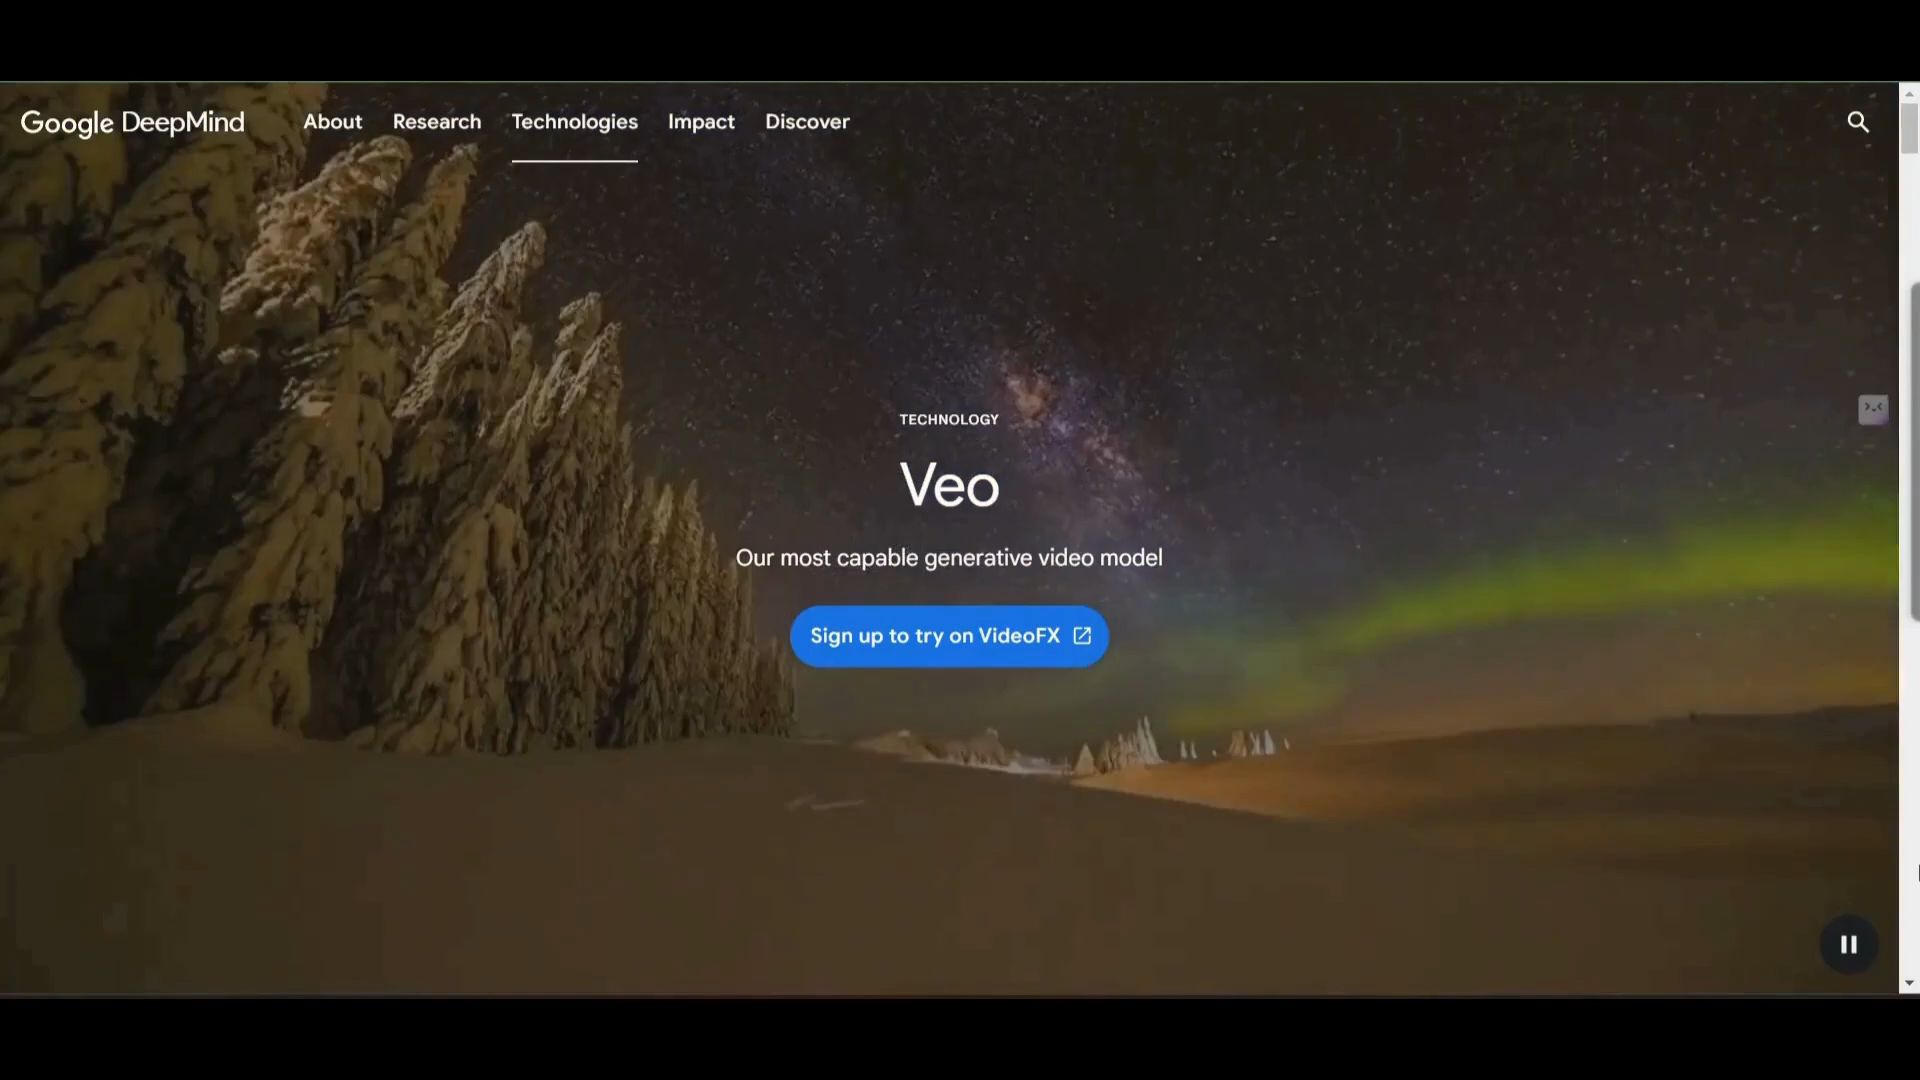 Google DeepMind About Research Technologies Impact Discover
TECHNOLOGY
Veo
Our most capable generative video model
Sign up to try on VideoFX